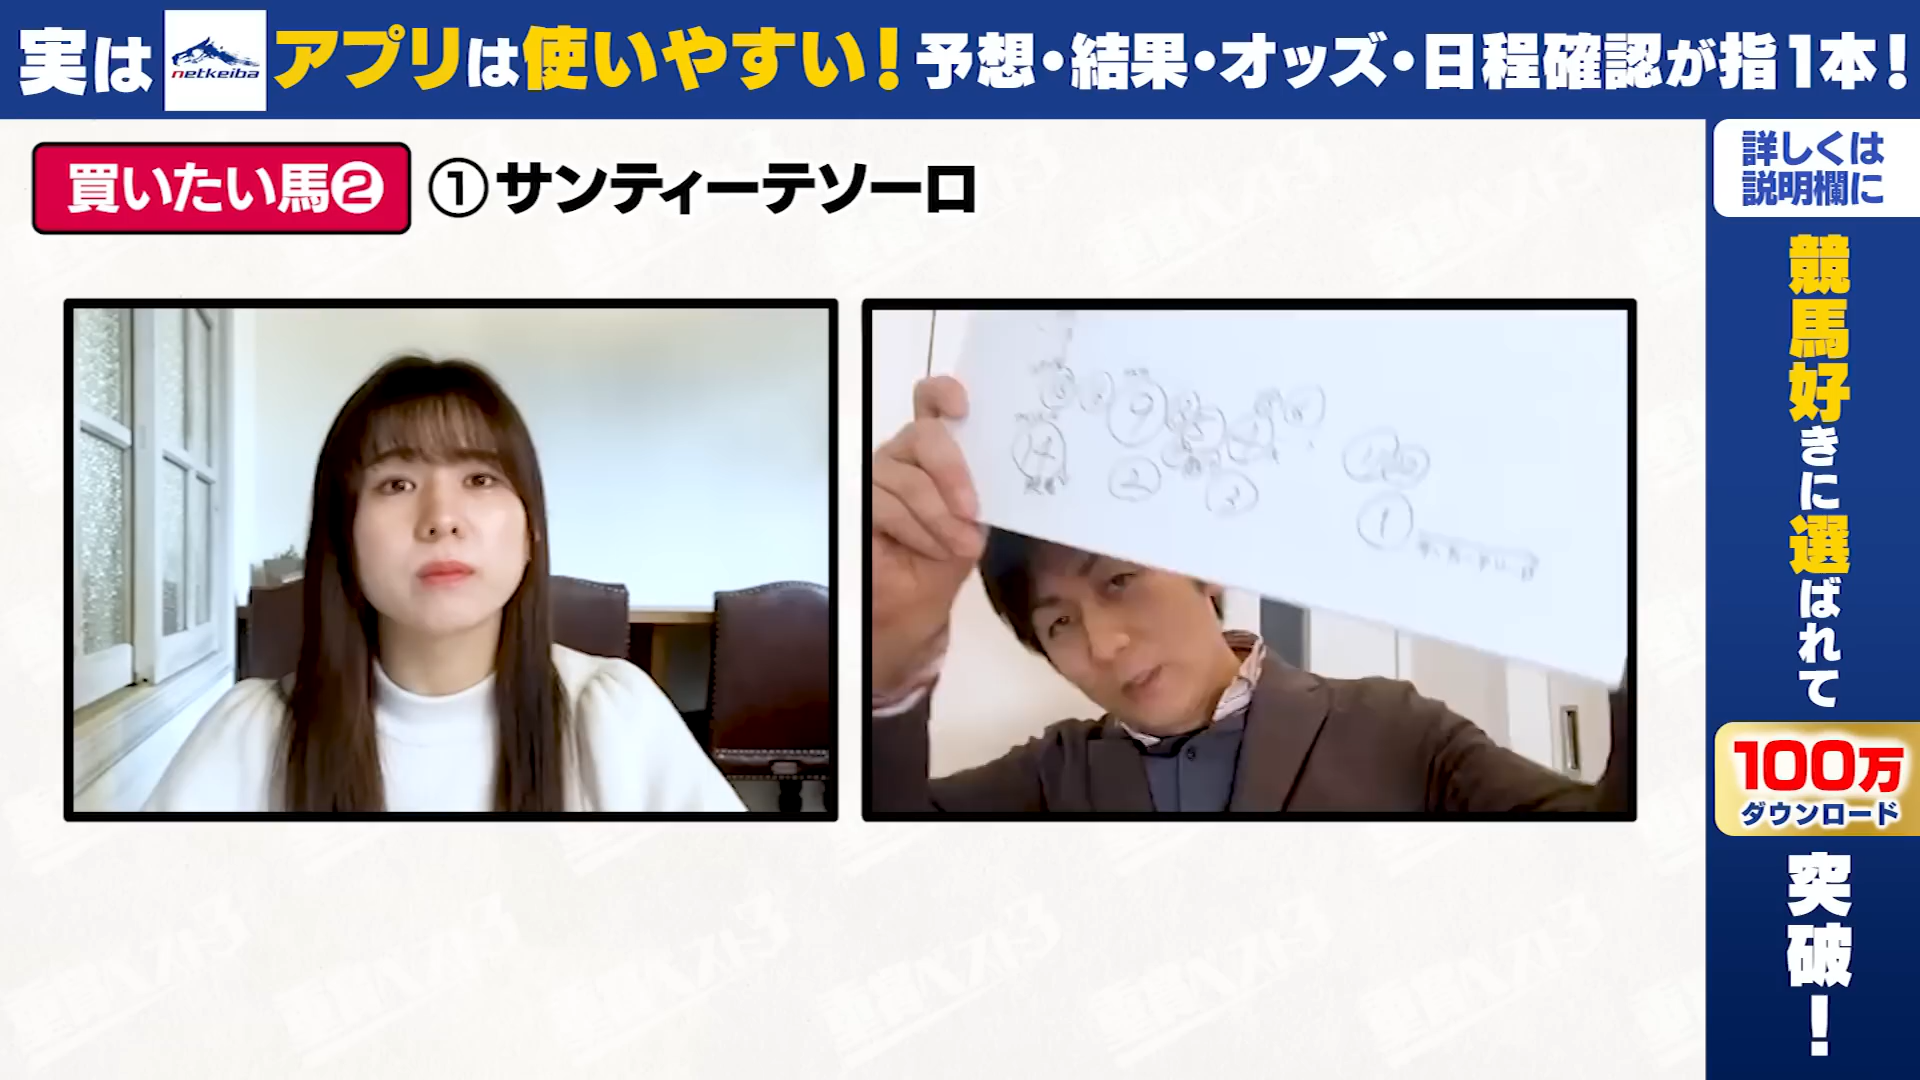 実は netkeiba アプリは使いやすい！予想・結果・オッズ・日程確認が指1本！
買いたい馬❷ ①サンティーテソーロ
詳しくは
説明欄に
競馬好きに選ばれて
100万
ダウンロード
突破！